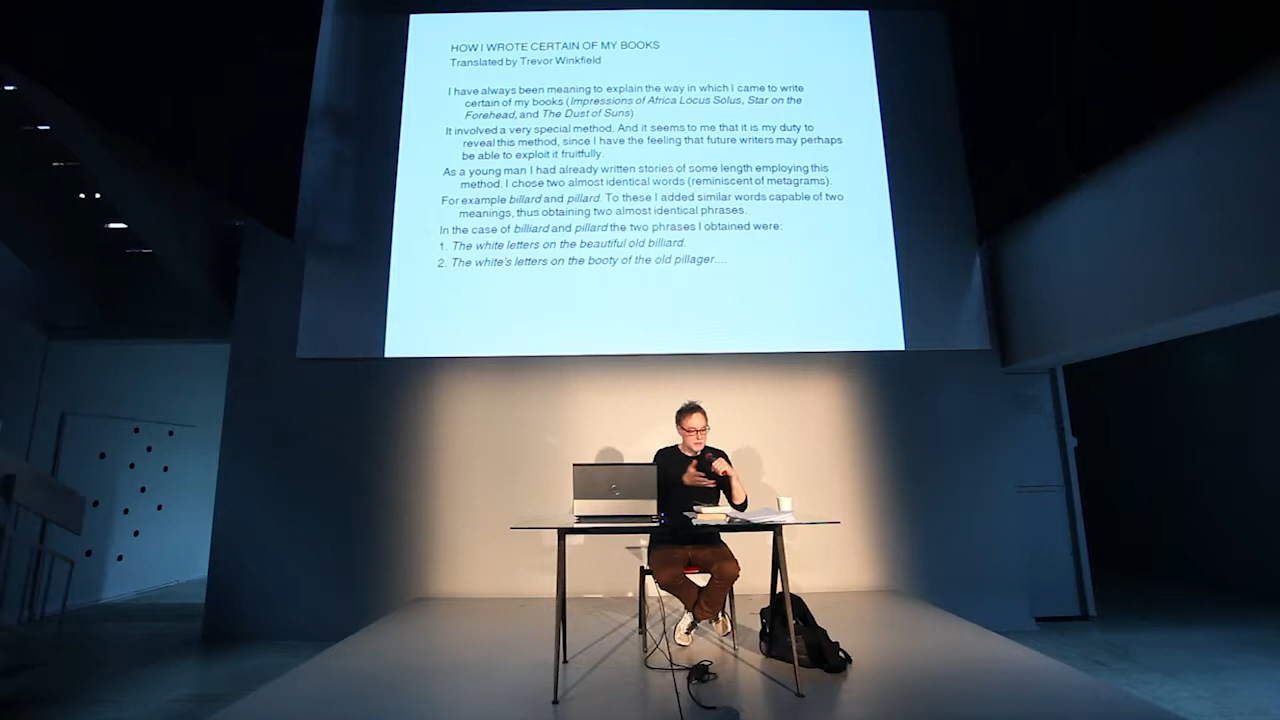 HOW I WROTE CERTAIN OF MY BOOKS
Translated by Trevor Winkfield
I have always been meaning to explain the way in which I came to write
certain of my books (Impressions of Africa Locus Solus, Star on the
Forehead, and The Dust of Suns)
It involved a very special method. And it seems to me that it is my duty to
reveal this method, since I have the feeling that future writers may perhaps
be able to exploit it fruitfully.
As a young man I had already written stories of some length employing this
method. I chose two almost identical words (reminiscent of metagrams).
For example billard and pillard. To these I added similar words capable of two
meanings, thus obtaining two almost identical phrases.
In the case of billiard and pillard the two phrases I obtained were:
1. The white letters on the beautiful old billiard.
2. The white's letters on the booty of the old pillager....